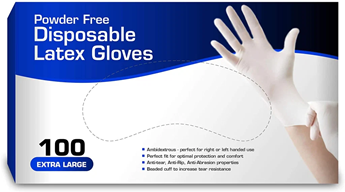 Powder Free
Disposable
Latex Gloves
100
EXTRA LARGE
• Ambidextrous - perfect for right or left handed use
• Perfect fit for optimal protection and comfort
• Anti-tear, Anti-Rip, Anti-Abrasion properties
• Beaded cuff to increase tear resistance